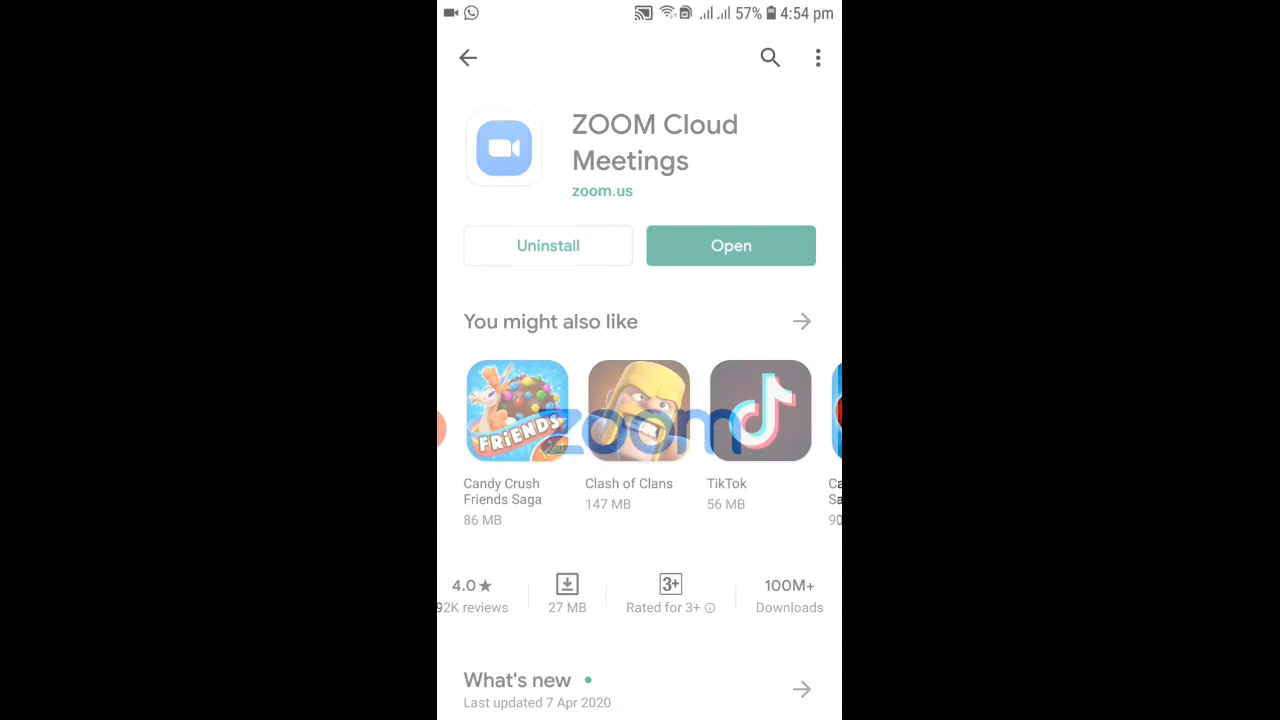 57% 4:54 pm
ZOOM Cloud
Meetings
zoom.us
Uninstall Open
You might also like
FRIENDS
zoom
Candy Crush
Friends Saga
86 MB
Clash of Clans
147 MB
TikTok
56 MB
4.0★ 3+ 100M+
92K reviews 27 MB Rated for 3+ Downloads
What's new
Last updated 7 Apr 2020